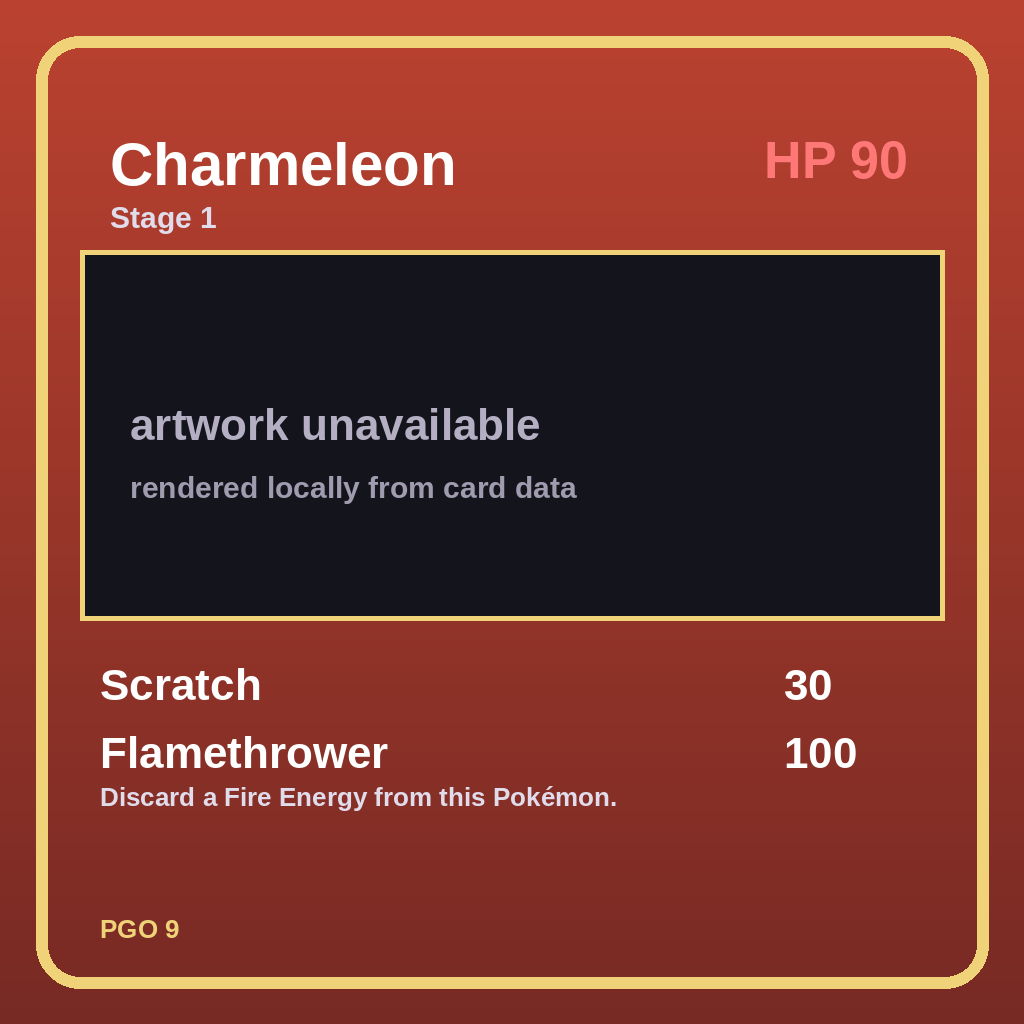 Charmeleon
HP 90
Stage 1
artwork unavailable
rendered locally from card data
Scratch 30
Flamethrower 100
Discard a Fire Energy from this Pokémon.
PGO 9